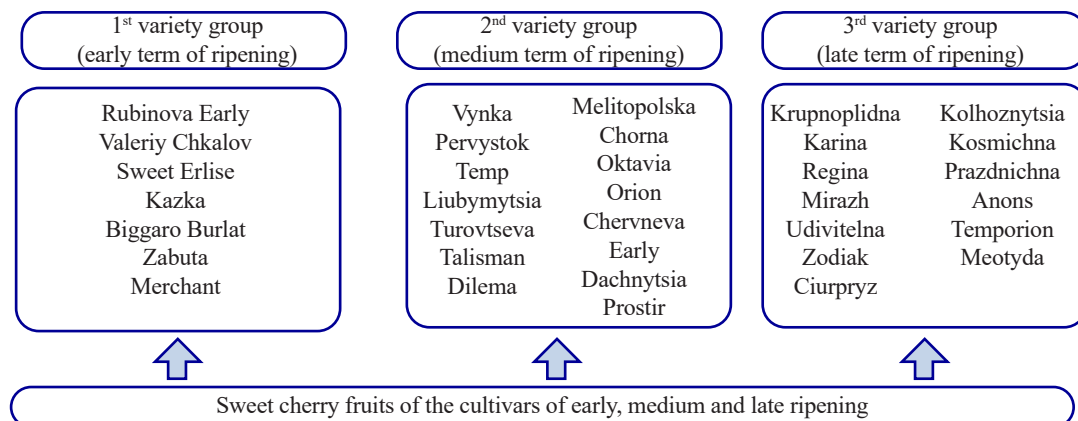 1st variety group
(early term of ripening)
2nd variety group
(medium term of ripening)
3rd variety group
(late term of ripening)
Rubinova Early
Valeriy Chkalov
Sweet Erlise
Kazka
Biggaro Burlat
Zabuta
Merchant
Vynka
Pervystok
Temp
Liubymytsia
Turovtseva
Talisman
Dilema
Melitopolska
Chorna
Oktavia
Orion
Chervneva
Early
Dachnytsia
Prostir
Krupnoplidna
Karina
Regina
Mirazh
Udivitelna
Zodiak
Ciurpryz
Kolhoznytsia
Kosmichna
Prazdnichna
Anons
Temporion
Meotyda
Sweet cherry fruits of the cultivars of early, medium and late ripening